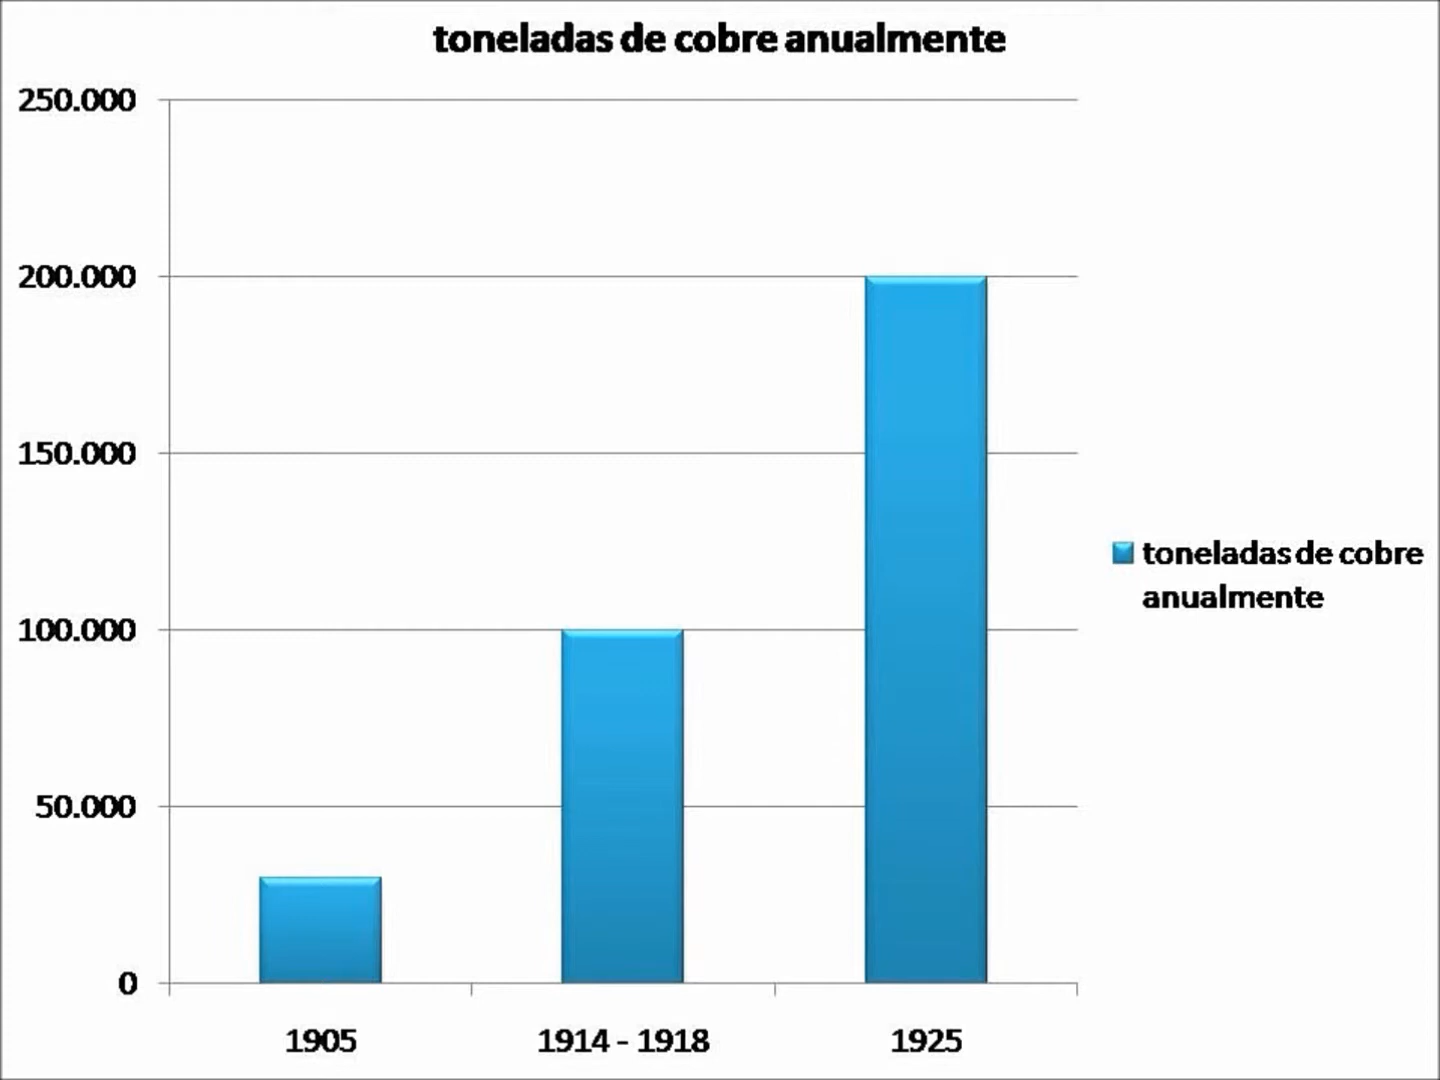 toneladas de cobre anualmente
250.000
200.000
150.000
100.000
50.000
0
1905
1914 - 1918
1925
toneladas de cobre
anualmente